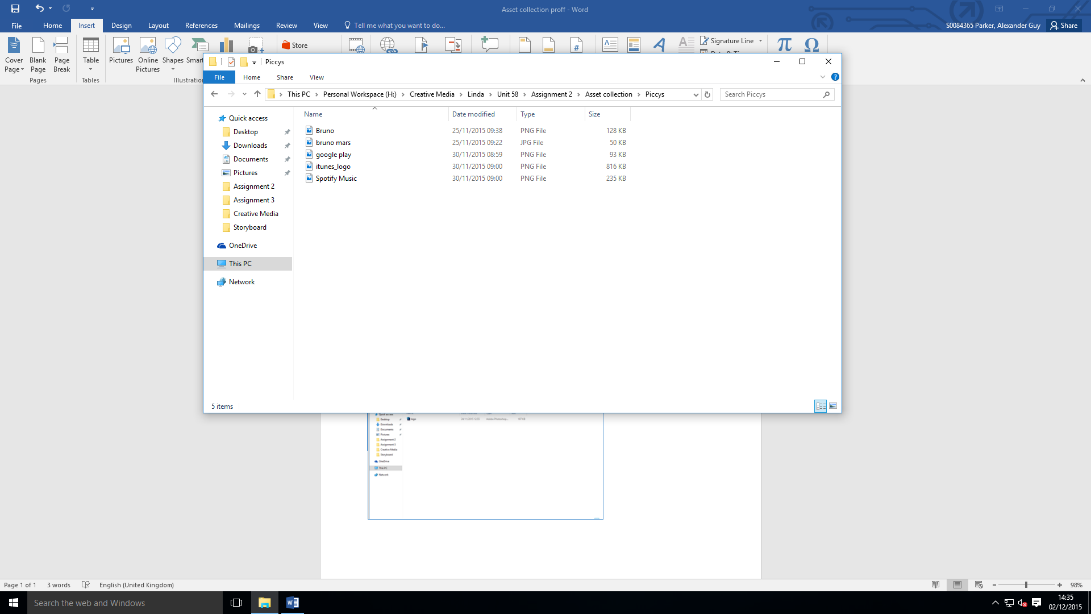 Asset collection proff - Word
S0084365 Parker, Alexander Guy
Share
File Home Insert Design Layout References Mailings Review View Tell me what you want to do...
Cover Page
Blank Page
Page Break
Pages
Table
Tables
Pictures
Online Pictures
Shapes
Store
Signature Line
Piccys
File Home Share View
This PC > Personal Workspace (H:) > Creative Media > Linda > Unit 58 > Assignment 2 > Asset collection > Piccys
Search Piccys
Quick access
Desktop
Downloads
Documents
Pictures
Assignment 2
Assignment 3
Creative Media
Storyboard
OneDrive
This PC
Network
Name Date modified Type Size
Bruno 25/11/2015 09:38 PNG File 128 KB
bruno mars 25/11/2015 09:22 JPG File 50 KB
google play 30/11/2015 08:59 PNG File 93 KB
itunes_logo 30/11/2015 09:00 PNG File 816 KB
Spotify Music 30/11/2015 09:00 PNG File 235 KB
5 items
Page 1 of 1 3 words English (United Kingdom)
98%
Search the web and Windows
14:35
02/12/2015